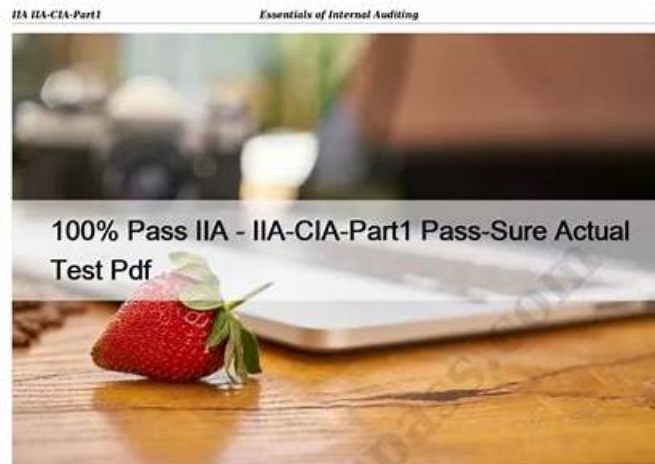 IIA IIA-CIA-Part1
Essentials of Internal Auditing
100% Pass IIA - IIA-CIA-Part1 Pass-Sure Actual
Test Pdf